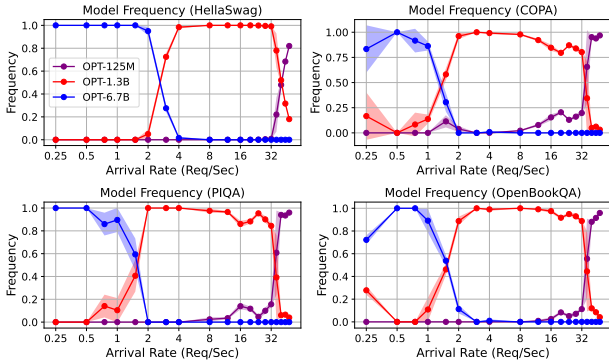 Model Frequency (HellaSwag)
Frequency
1.0
0.8
0.6
0.4
0.2
0.0
OPT-125M
OPT-1.3B
OPT-6.7B
0.25 0.5 1 2 4 8 16 32
Arrival Rate (Req/Sec)
Model Frequency (COPA)
Frequency
1.00
0.75
0.50
0.25
0.00
0.25 0.5 1 2 4 8 16 32
Arrival Rate (Req/Sec)
Model Frequency (PIQA)
Frequency
1.0
0.8
0.6
0.4
0.2
0.0
0.25 0.5 1 2 4 8 16 32
Arrival Rate (Req/Sec)
Model Frequency (OpenBookQA)
Frequency
1.0
0.8
0.6
0.4
0.2
0.0
0.25 0.5 1 2 4 8 16 32
Arrival Rate (Req/Sec)